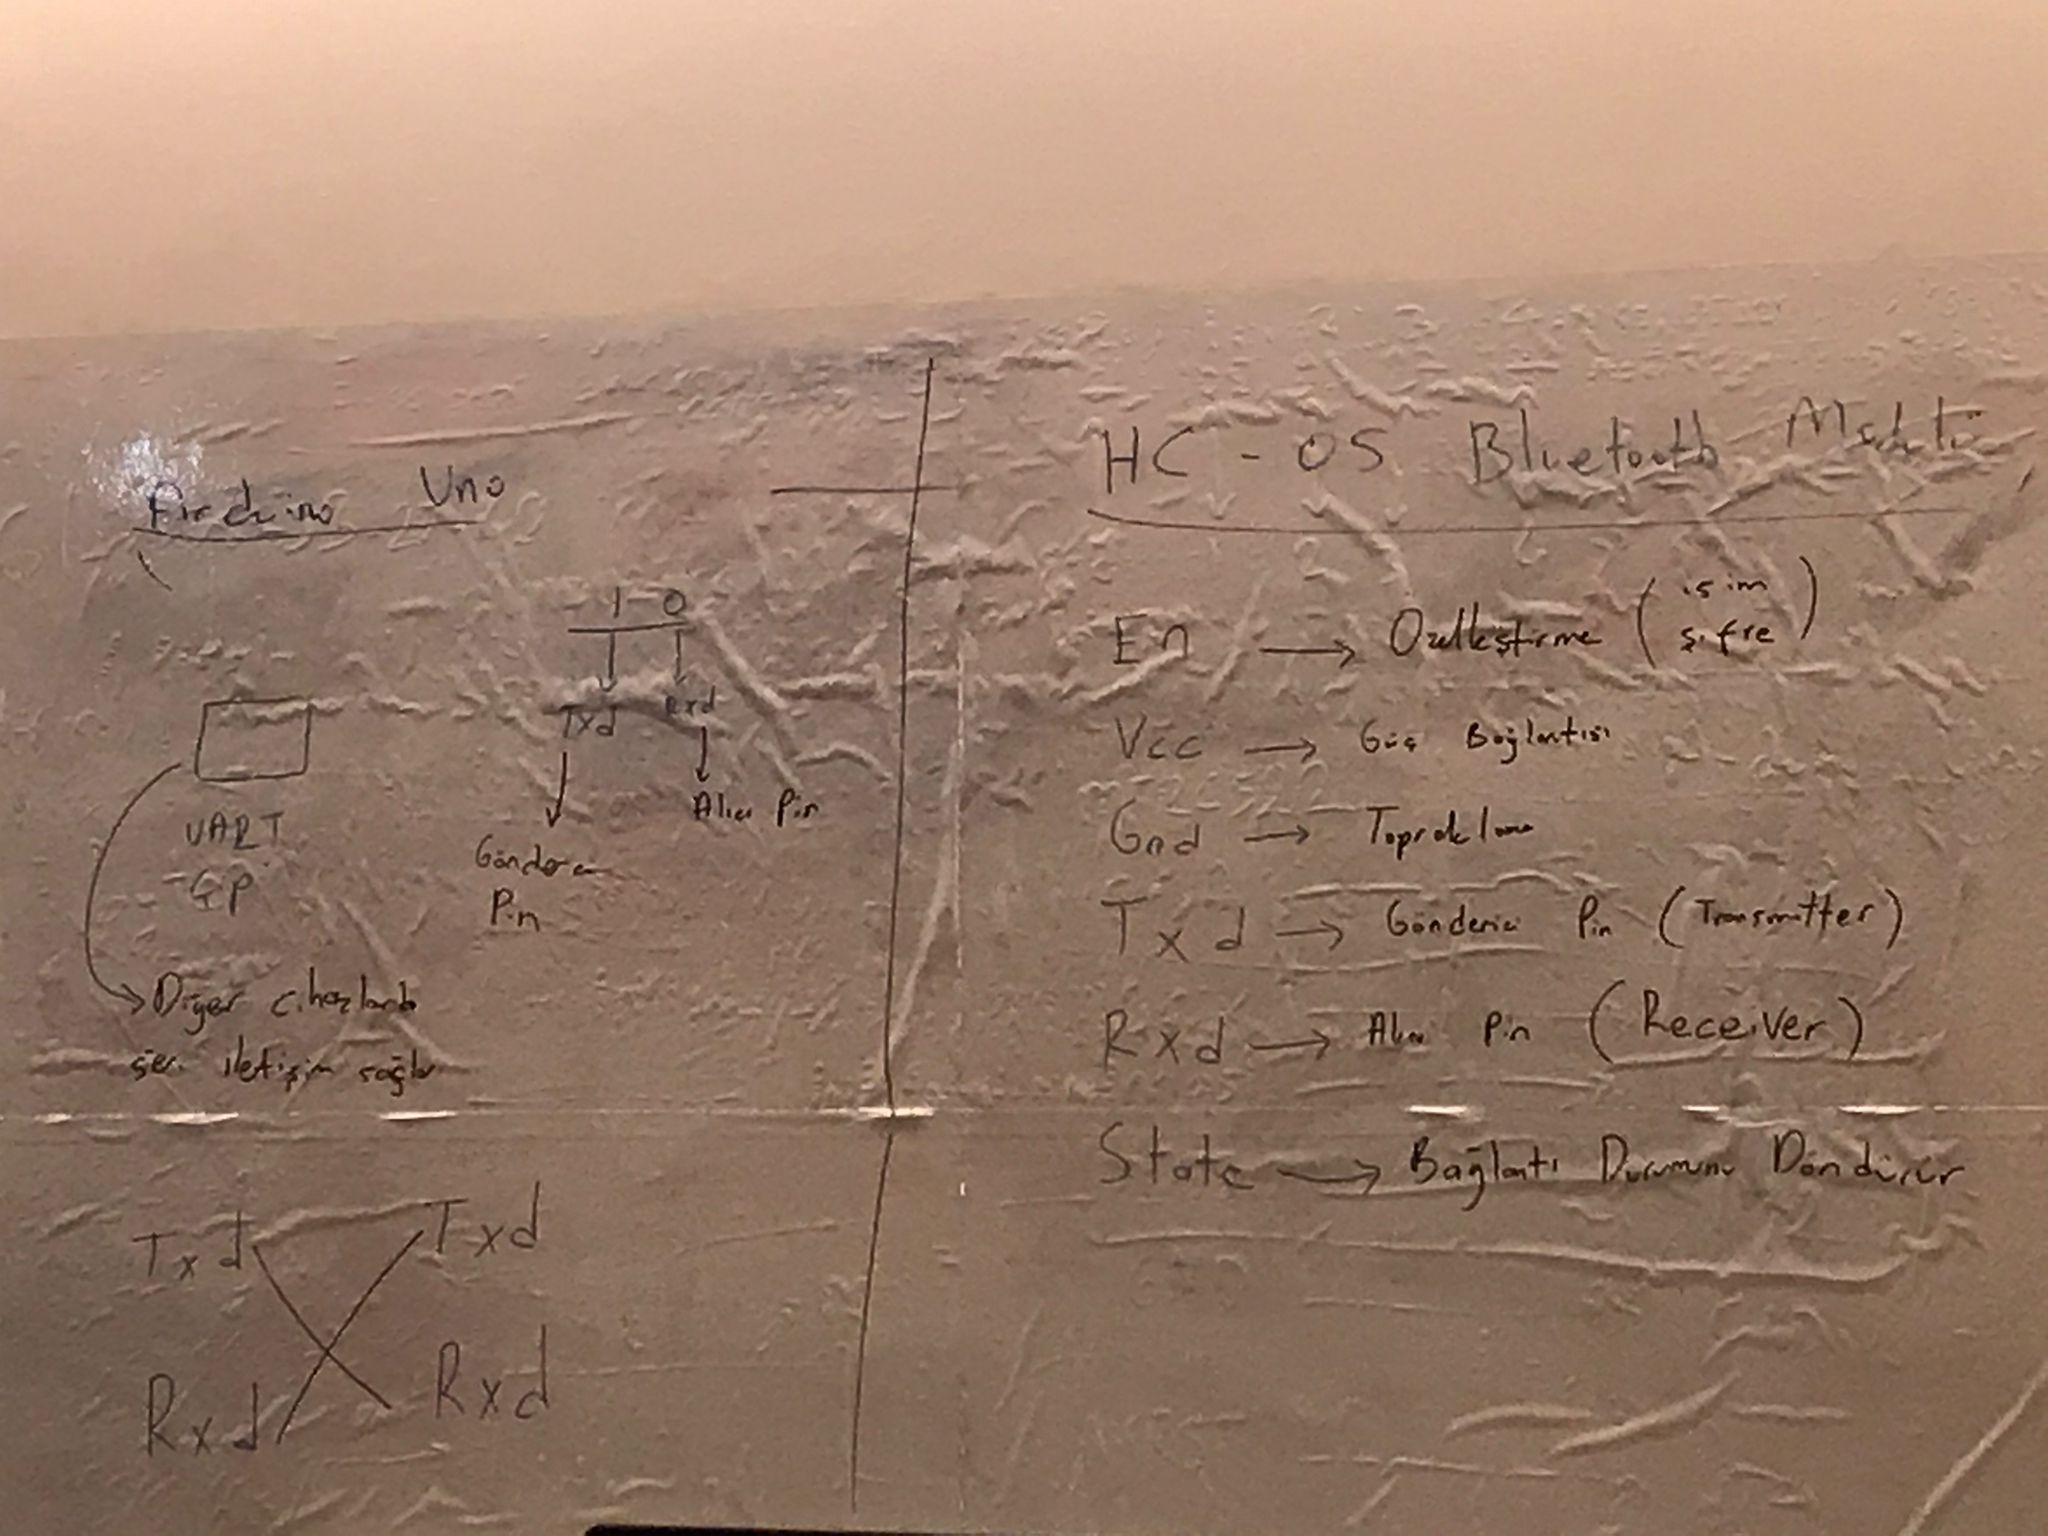 Arduino Uno
1 0
Txd Rxd
Gönderici
Pin
Alıcı Pin
UART
GP
Diğer cihazlarla
seri iletişim sağlar
Txd Txd
Rxd Rxd
HC-05 Bluetooth Modülü
En → Özelleştirme (isim
şifre)
Vcc → Güç Bağlantısı
Gnd → Topraklama
Txd → Gönderici Pin (Transmitter)
Rxd → Alıcı Pin (Receiver)
State → Bağlantı Durumunu Döndürür